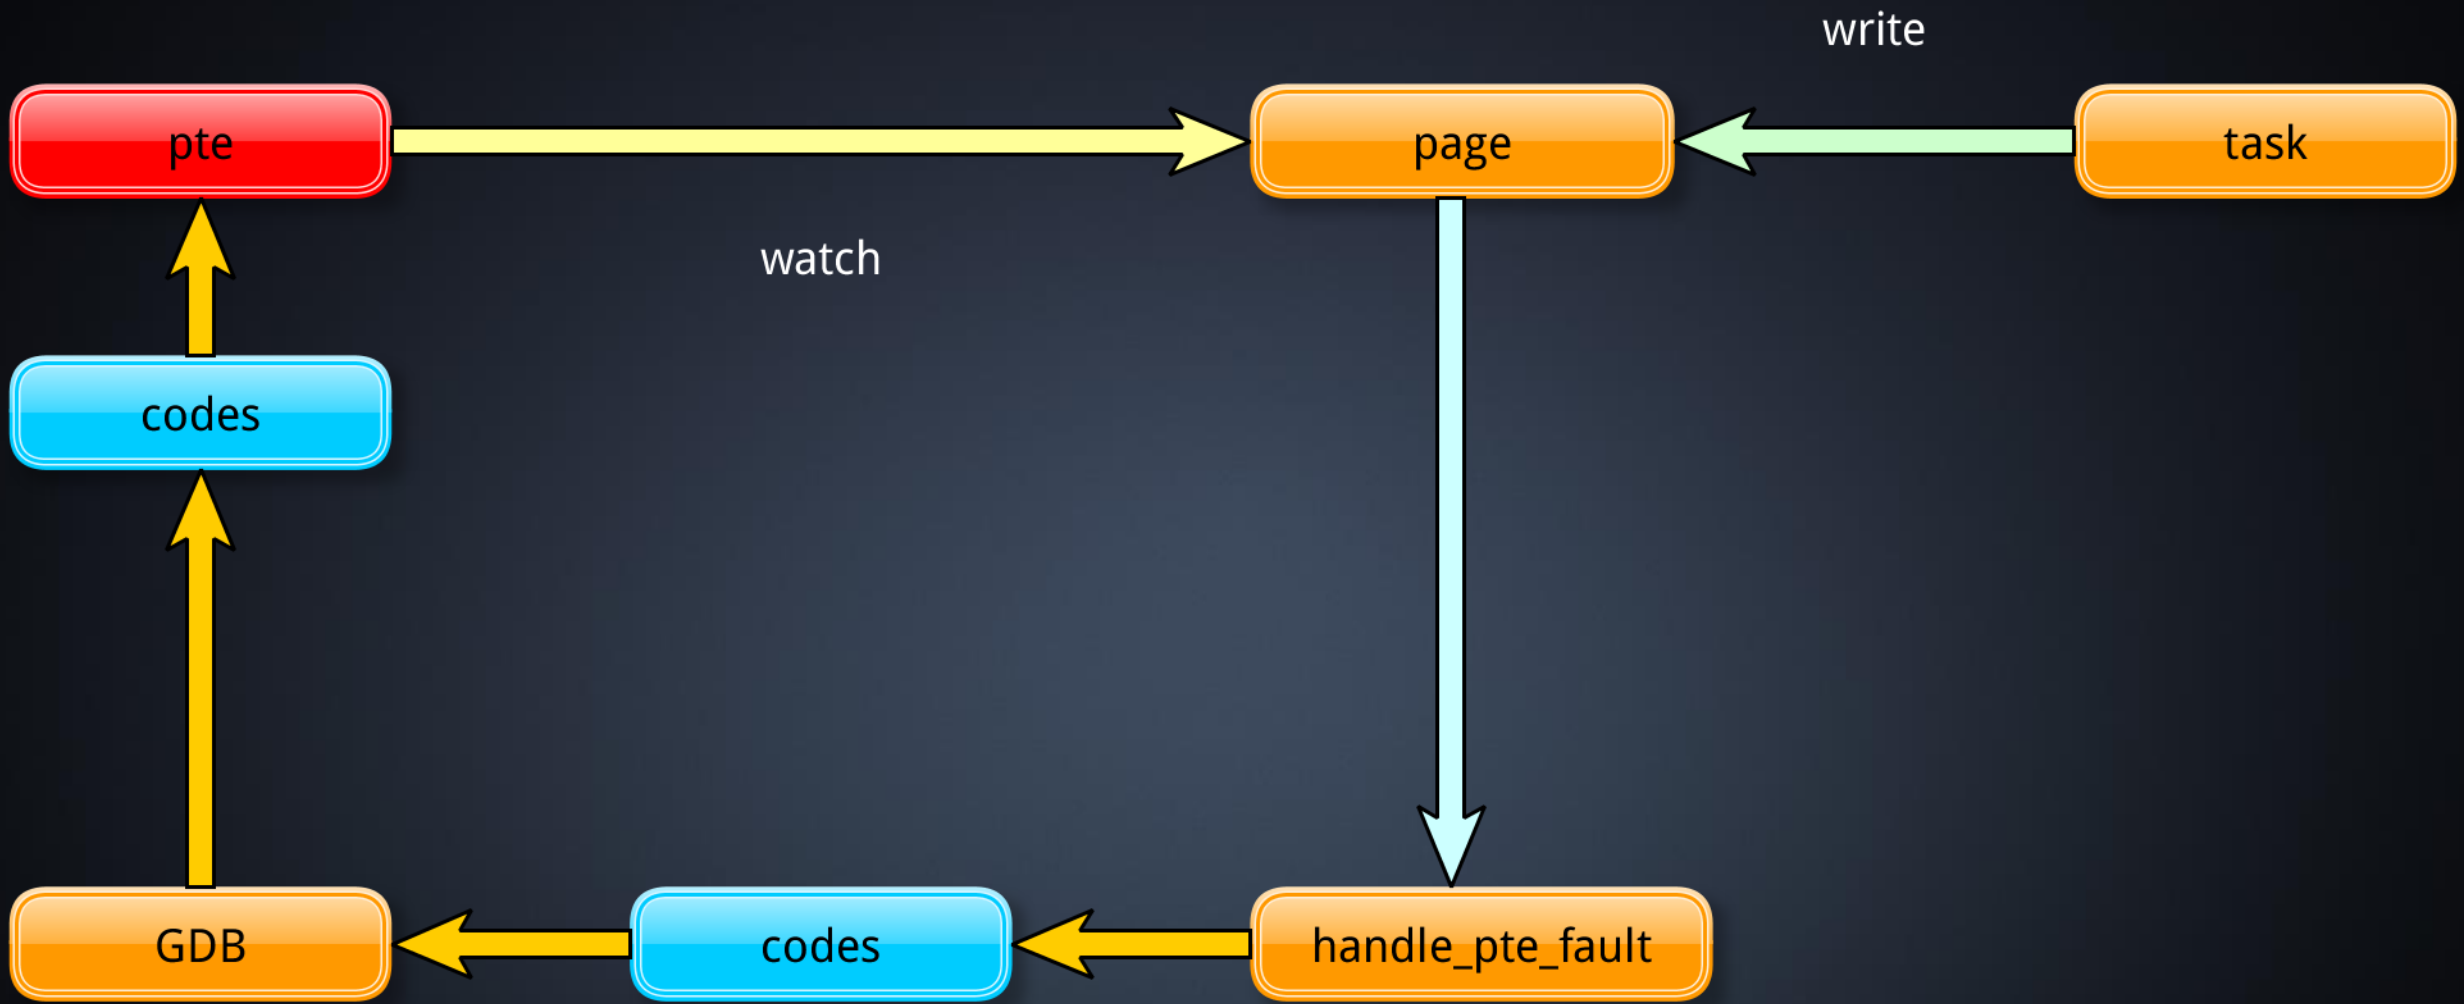 write
pte
page
task
watch
codes
GDB
codes
handle_pte_fault